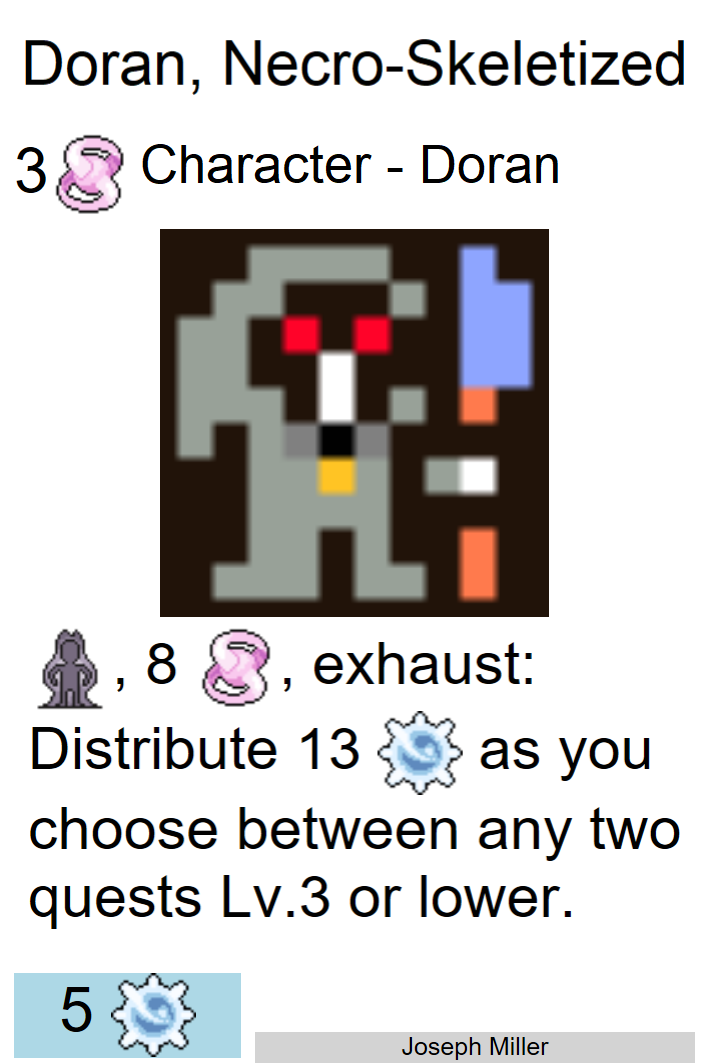 Doran, Necro-Skeletized
3 Character - Doran
, 8 , exhaust:
Distribute 13 as you
choose between any two
quests Lv.3 or lower.
5
Joseph Miller